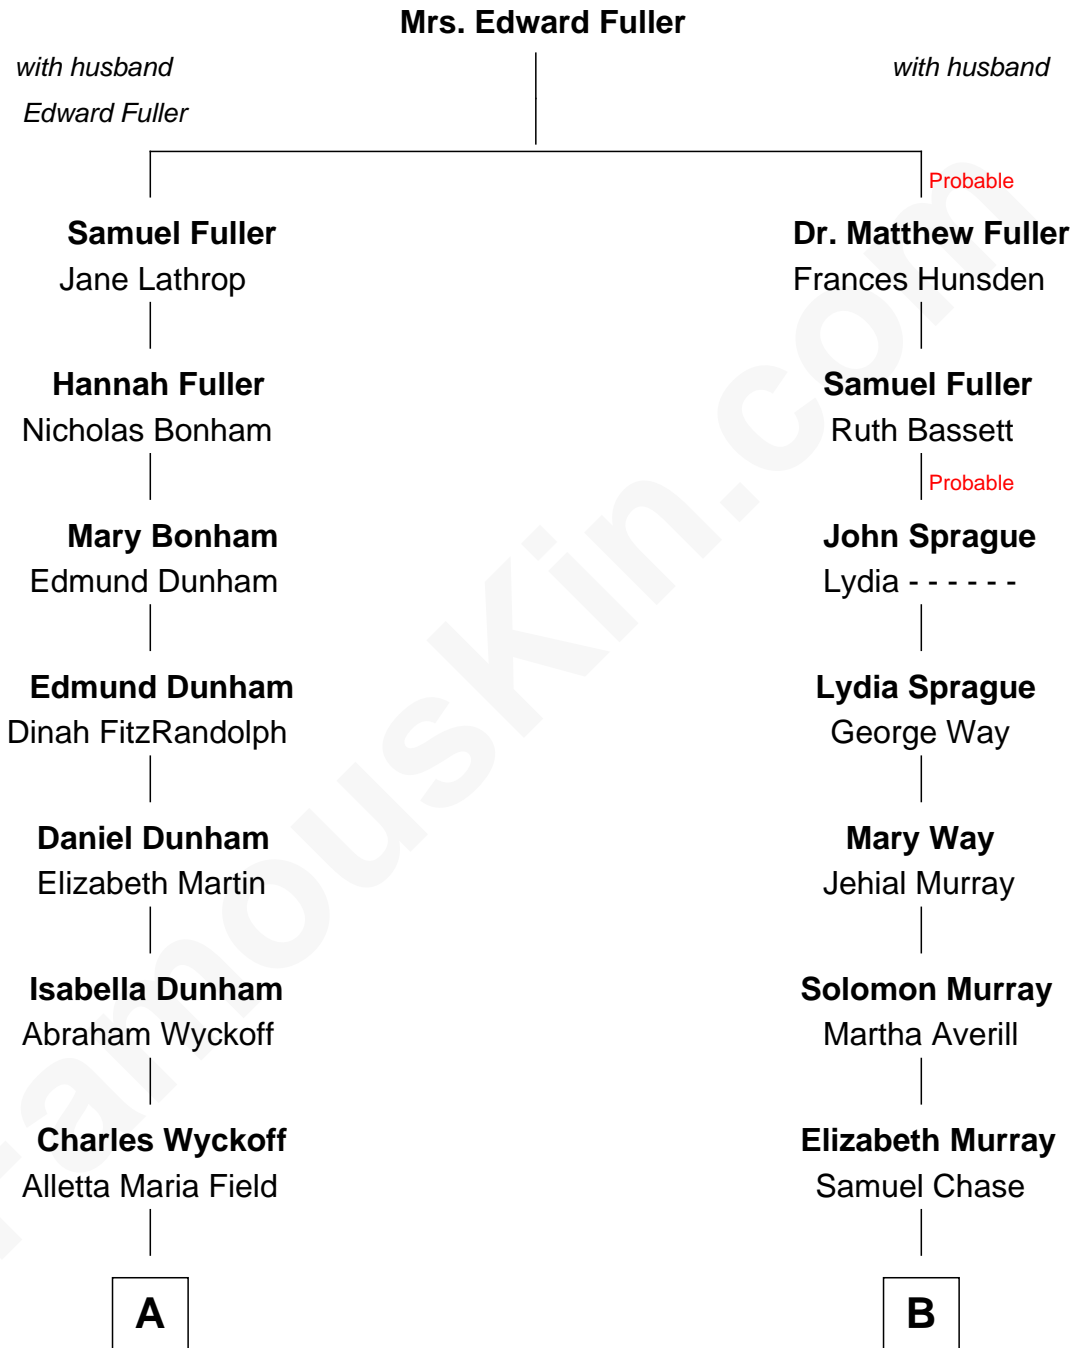 Mrs. Edward Fuller
with husband
Edward Fuller
with husband
Probable
Samuel Fuller
Jane Lathrop
Dr. Matthew Fuller
Frances Hunsden
Hannah Fuller
Nicholas Bonham
Samuel Fuller
Ruth Bassett
Probable
Mary Bonham
Edmund Dunham
John Sprague
Lydia - - - - - -
Edmund Dunham
Dinah FitzRandolph
Lydia Sprague
George Way
Daniel Dunham
Elizabeth Martin
Mary Way
Jehial Murray
Isabella Dunham
Abraham Wyckoff
Solomon Murray
Martha Averill
Charles Wyckoff
Alletta Maria Field
Elizabeth Murray
Samuel Chase
A
B
FamousKin.com